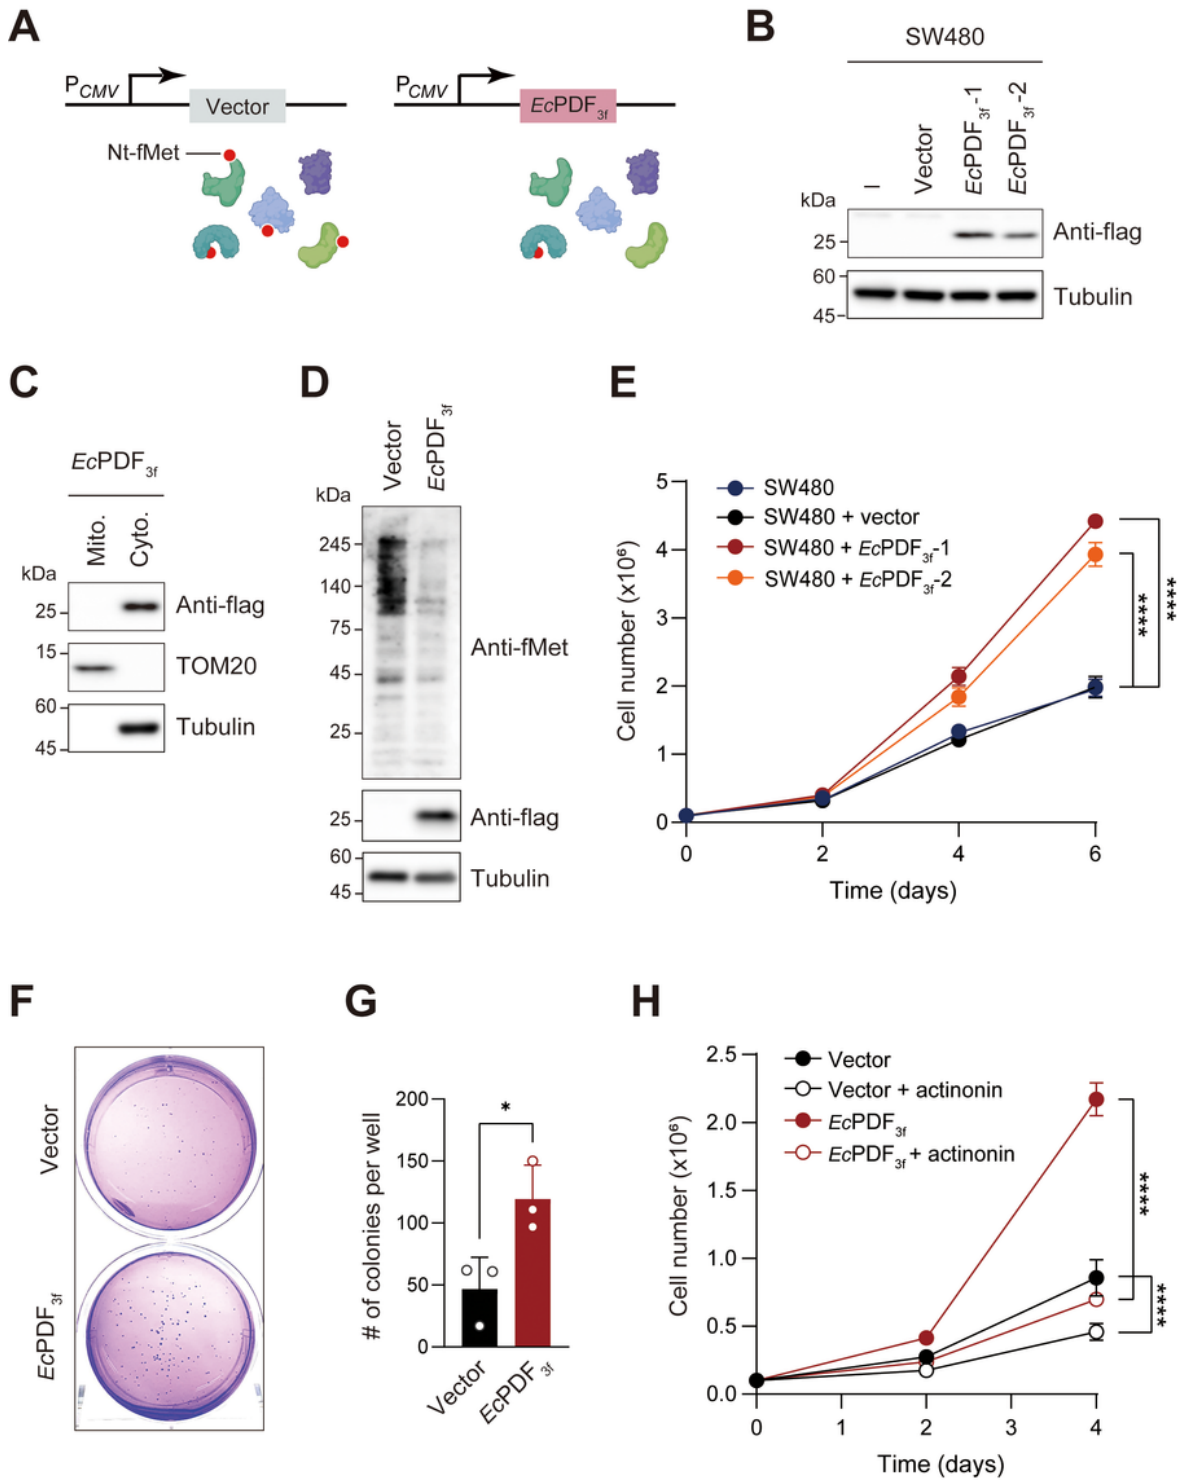 A
P_CMV
Vector
P_CMV
EcPDF3f
Nt-fMet
B
SW480
–
Vector
EcPDF3f-1
EcPDF3f-2
kDa
25
Anti-flag
60
45
Tubulin
C
EcPDF3f
Mito.
Cyto.
kDa
25
Anti-flag
15
TOM20
60
45
Tubulin
D
Vector
EcPDF3f
kDa
245
140
75
45
25
Anti-fMet
25
Anti-flag
60
45
Tubulin
E
Cell number (x10⁶)
5
4
3
2
1
0
SW480
SW480 + vector
SW480 + EcPDF3f-1
SW480 + EcPDF3f-2
****
****
0 2 4 6
Time (days)
F
Vector
EcPDF3f
G
# of colonies per well
200
150
100
50
0
*
Vector
EcPDF3f
H
Cell number (x10⁶)
2.5
2.0
1.5
1.0
0.5
0.0
Vector
Vector + actinonin
EcPDF3f
EcPDF3f + actinonin
****
****
0 1 2 3 4
Time (days)